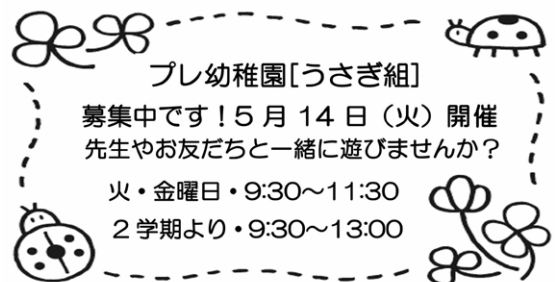 プレ幼稚園[うさぎ組]
募集中です！5月14日（火）開催
先生やお友だちと一緒に遊びませんか？
火・金曜日・9:30～11:30
2学期より・9:30～13:00